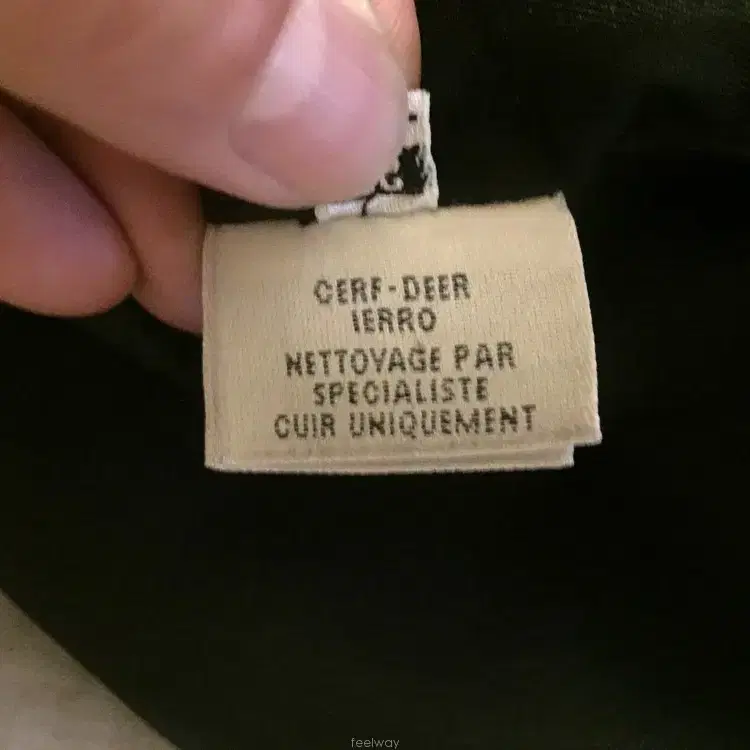 CERF-DEER
IERRO
NETTOYAGE PAR
SPECIALISTE
CUIR UNIQUEMENT
feelway